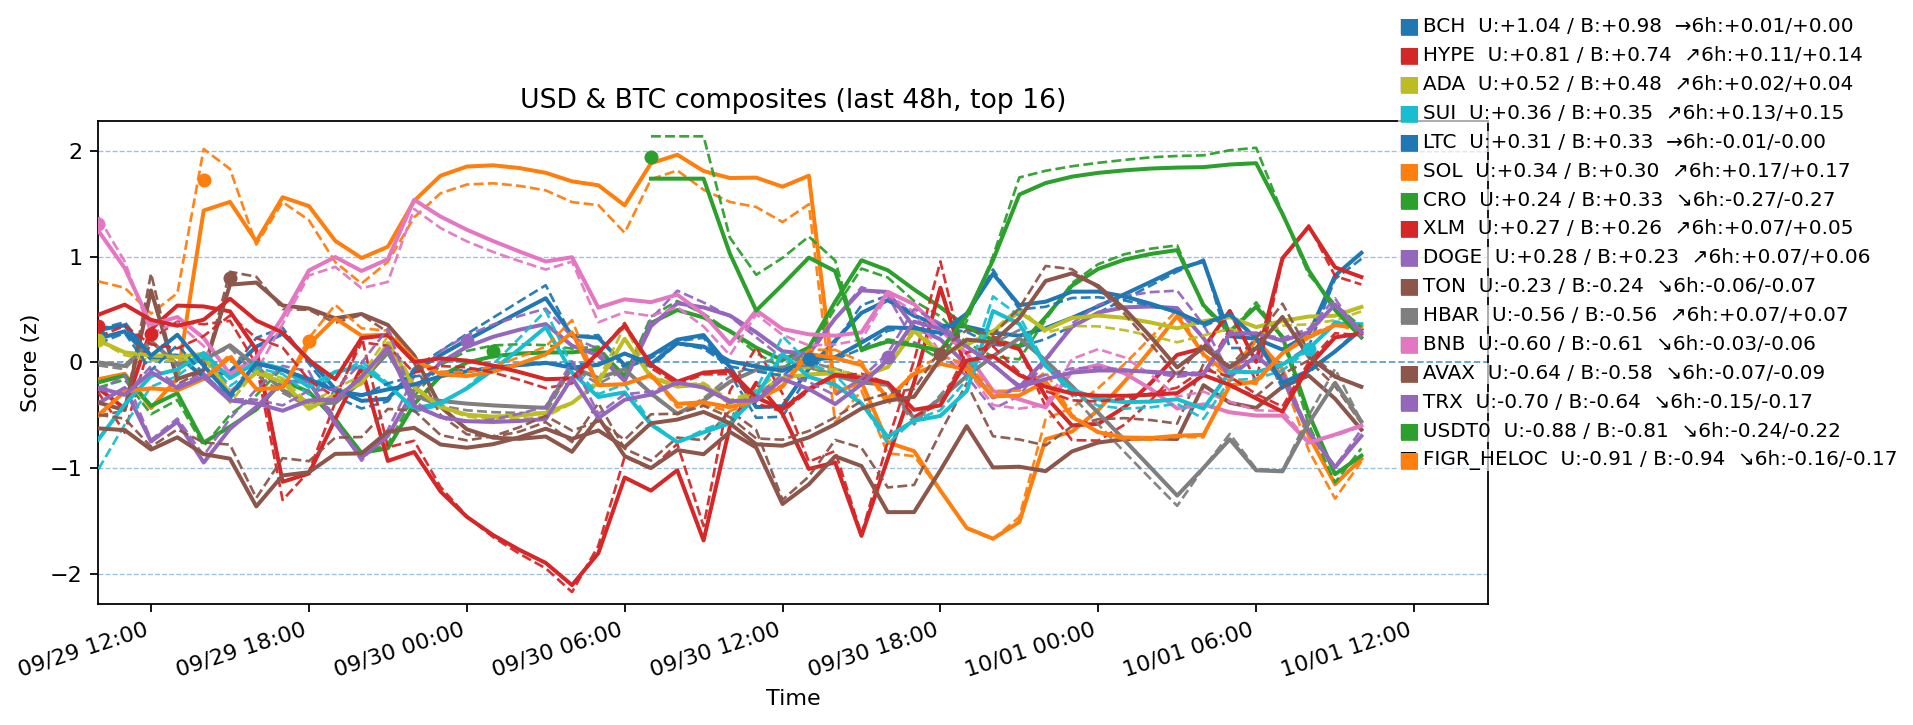 USD & BTC composites (last 48h, top 16)
BCH  U:+1.04 / B:+0.98  →6h:+0.01/+0.00
HYPE  U:+0.81 / B:+0.74  ↗6h:+0.11/+0.14
ADA  U:+0.52 / B:+0.48  ↗6h:+0.02/+0.04
SUI  U:+0.36 / B:+0.35  ↗6h:+0.13/+0.15
LTC  U:+0.31 / B:+0.33  →6h:-0.01/-0.00
SOL  U:+0.34 / B:+0.30  ↗6h:+0.17/+0.17
CRO  U:+0.24 / B:+0.33  ↘6h:-0.27/-0.27
XLM  U:+0.27 / B:+0.26  ↗6h:+0.07/+0.05
DOGE  U:+0.28 / B:+0.23  ↗6h:+0.07/+0.06
TON  U:-0.23 / B:-0.24  ↘6h:-0.06/-0.07
HBAR  U:-0.56 / B:-0.56  ↗6h:+0.07/+0.07
BNB  U:-0.60 / B:-0.61  ↘6h:-0.03/-0.06
AVAX  U:-0.64 / B:-0.58  ↘6h:-0.07/-0.09
TRX  U:-0.70 / B:-0.64  ↘6h:-0.15/-0.17
USDT0  U:-0.88 / B:-0.81  ↘6h:-0.24/-0.22
FIGR_HELOC  U:-0.91 / B:-0.94  ↘6h:-0.16/-0.17
Score (z)
2
1
0
−1
−2
09/29 12:00
09/29 18:00
09/30 00:00
09/30 06:00
09/30 12:00
09/30 18:00
10/01 00:00
10/01 06:00
10/01 12:00
Time